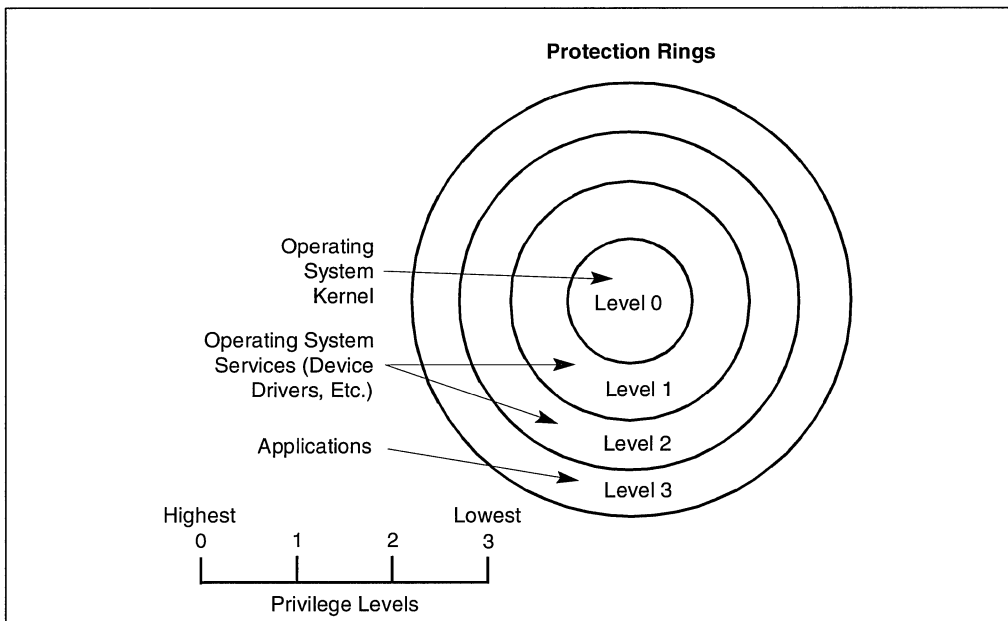 Protection Rings
Operating
System
Kernel
Level 0
Operating System
Services (Device
Drivers, Etc.)
Level 1
Level 2
Applications
Level 3
Highest
Lowest
0
1
2
3
Privilege Levels